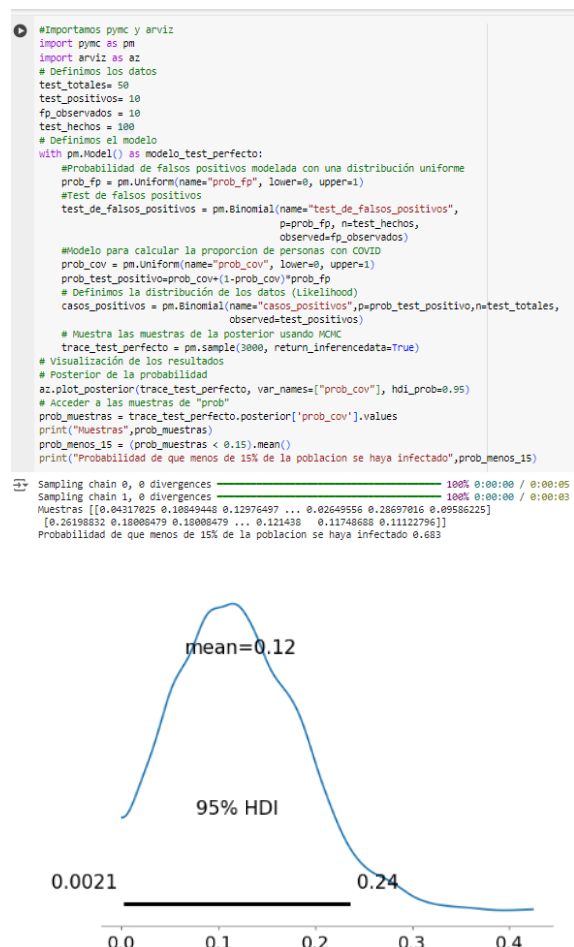 #Importamos pymc y arviz
import pymc as pm
import arviz as az
# Definimos los datos
test_totales= 50
test_positivos= 10
fp_observados = 10
test_hechos = 100
# Definimos el modelo
with pm.Model() as modelo_test_perfecto:
    #Probabilidad de falsos positivos modelada con una distribución uniforme
    prob_fp = pm.Uniform(name="prob_fp", lower=0, upper=1)
    #Test de falsos positivos
    test_de_falsos_positivos = pm.Binomial(name="test_de_falsos_positivos",
                                           p=prob_fp, n=test_hechos,
                                           observed=fp_observados)
    #Modelo para calcular la proporcion de personas con COVID
    prob_cov = pm.Uniform(name="prob_cov", lower=0, upper=1)
    prob_test_positivo=prob_cov+(1-prob_cov)*prob_fp
    # Definimos la distribución de los datos (Likelihood)
    casos_positivos = pm.Binomial(name="casos_positivos",p=prob_test_positivo,n=test_totales,
                                  observed=test_positivos)
    # Muestra las muestras de la posterior usando MCMC
    trace_test_perfecto = pm.sample(3000, return_inferencedata=True)
# Visualización de los resultados
# Posterior de la probabilidad
az.plot_posterior(trace_test_perfecto, var_names=["prob_cov"], hdi_prob=0.95)
# Acceder a las muestras de "prob"
prob_muestras = trace_test_perfecto.posterior['prob_cov'].values
print("Muestras",prob_muestras)
prob_menos_15 = (prob_muestras < 0.15).mean()
print("Probabilidad de que menos de 15% de la poblacion se haya infectado",prob_menos_15)
Sampling chain 0, 0 divergences 100% 0:00:00 / 0:00:05
Sampling chain 1, 0 divergences 100% 0:00:00 / 0:00:03
Muestras [[0.04317025 0.10849448 0.12976497 ... 0.02649556 0.28697016 0.09586225]
 [0.26198832 0.18008479 0.18008479 ... 0.121438   0.11748688 0.11122796]]
Probabilidad de que menos de 15% de la poblacion se haya infectado 0.683
mean=0.12
95% HDI
0.0021 0.24
0.0 0.1 0.2 0.3 0.4